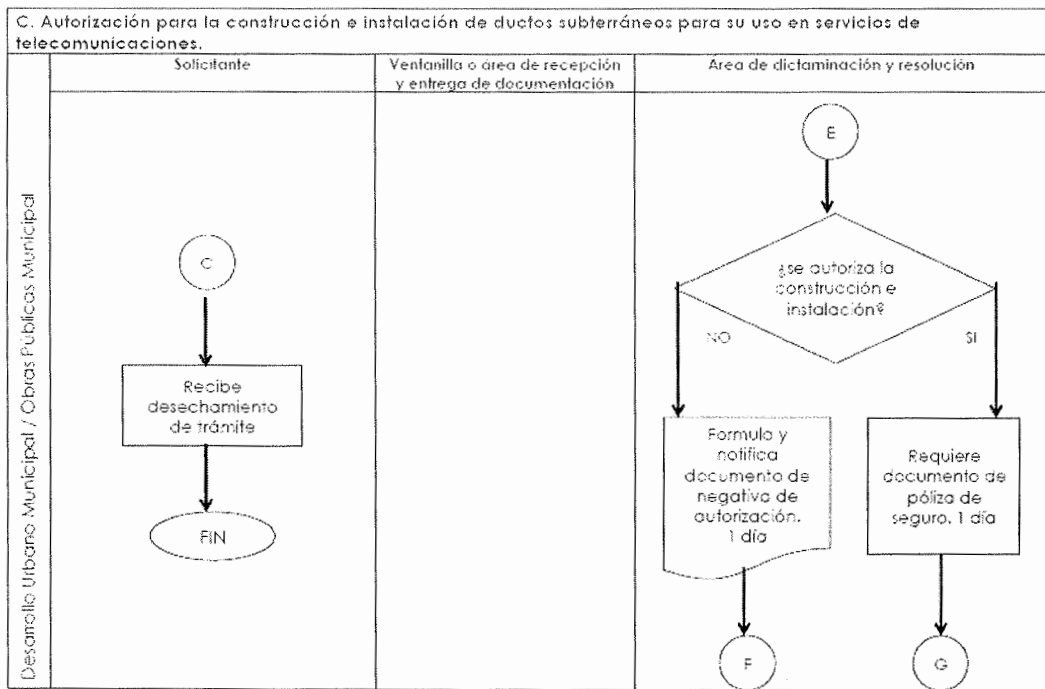 C. Autorización para la construcción e instalación de ductos subterráneos para su uso en servicios de
telecomunicaciones.
Solicitante
Ventanilla o área de recepción
y entrega de documentación
Area de dictaminación y resolución
Desarrollo Urbano Municipal / Obras Públicas Municipal
C
Recibe
desechamiento
de trámite
FIN
E
¿se autoriza la
construcción e
instalación?
NO
SI
Formula y
notifica
documento de
negativa de
autorización.
1 día
Requiere
documento de
póliza de
seguro. 1 día
F
G